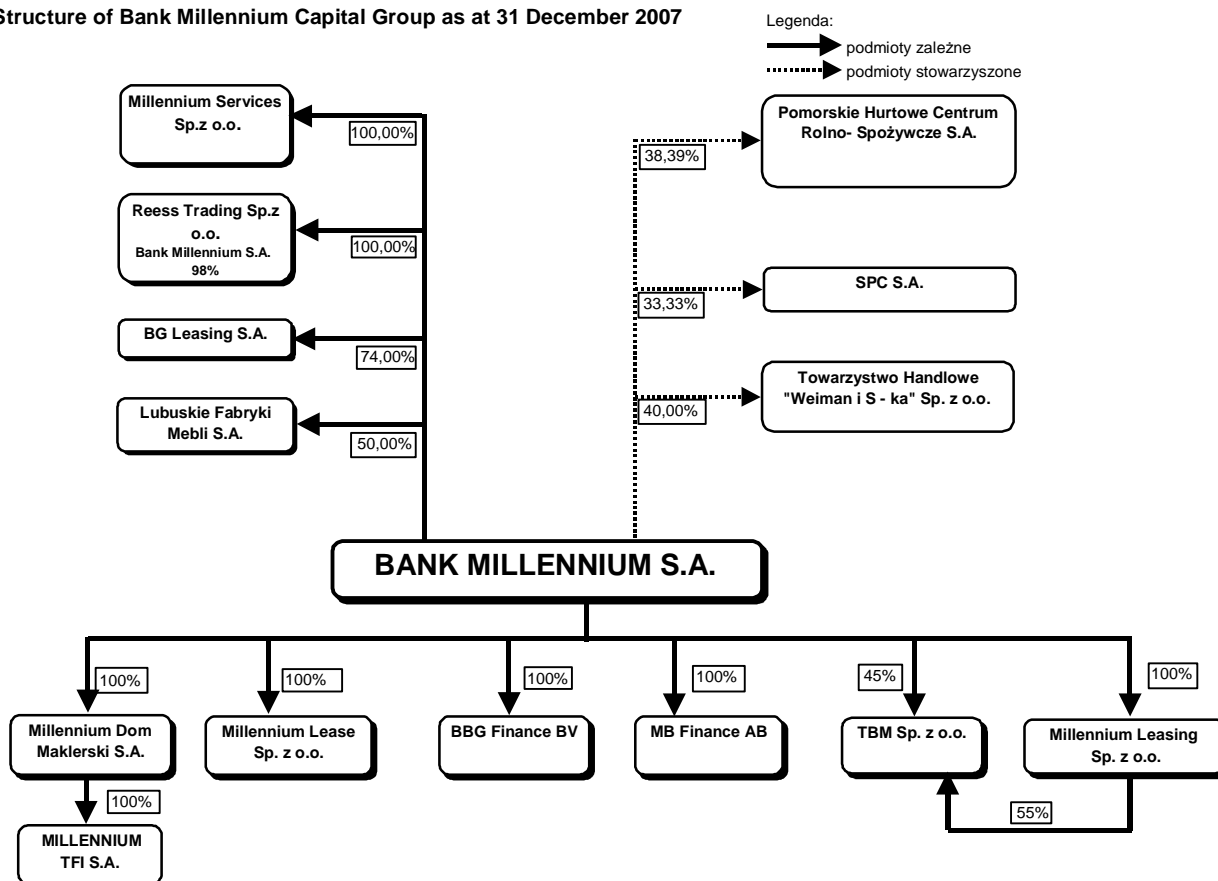 Structure of Bank Millennium Capital Group as at 31 December 2007
Legenda:
podmioty zależne
podmioty stowarzyszone
Millennium Services
Sp.z o.o.
100,00%
Reess Trading Sp.z
o.o.
Bank Millennium S.A.
98%
100,00%
BG Leasing S.A.
74,00%
Lubuskie Fabryki
Mebli S.A.
50,00%
Pomorskie Hurtowe Centrum
Rolno- Spożywcze S.A.
38,39%
SPC S.A.
33,33%
Towarzystwo Handlowe
"Weiman i S - ka" Sp. z o.o.
40,00%
BANK MILLENNIUM S.A.
100%
100%
100%
100%
45%
100%
Millennium Dom
Maklerski S.A.
Millennium Lease
Sp. z o.o.
BBG Finance BV
MB Finance AB
TBM Sp. z o.o.
Millennium Leasing
Sp. z o.o.
100%
55%
MILLENNIUM
TFI S.A.